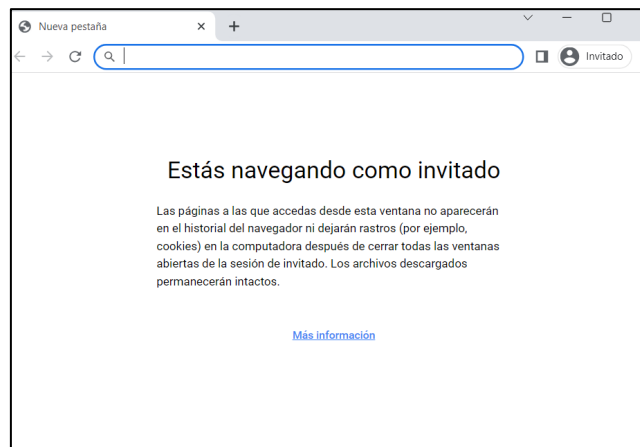 Nueva pestaña
Invitado
Estás navegando como invitado
Las páginas a las que accedas desde esta ventana no aparecerán
en el historial del navegador ni dejarán rastros (por ejemplo,
cookies) en la computadora después de cerrar todas las ventanas
abiertas de la sesión de invitado. Los archivos descargados
permanecerán intactos.
Más información